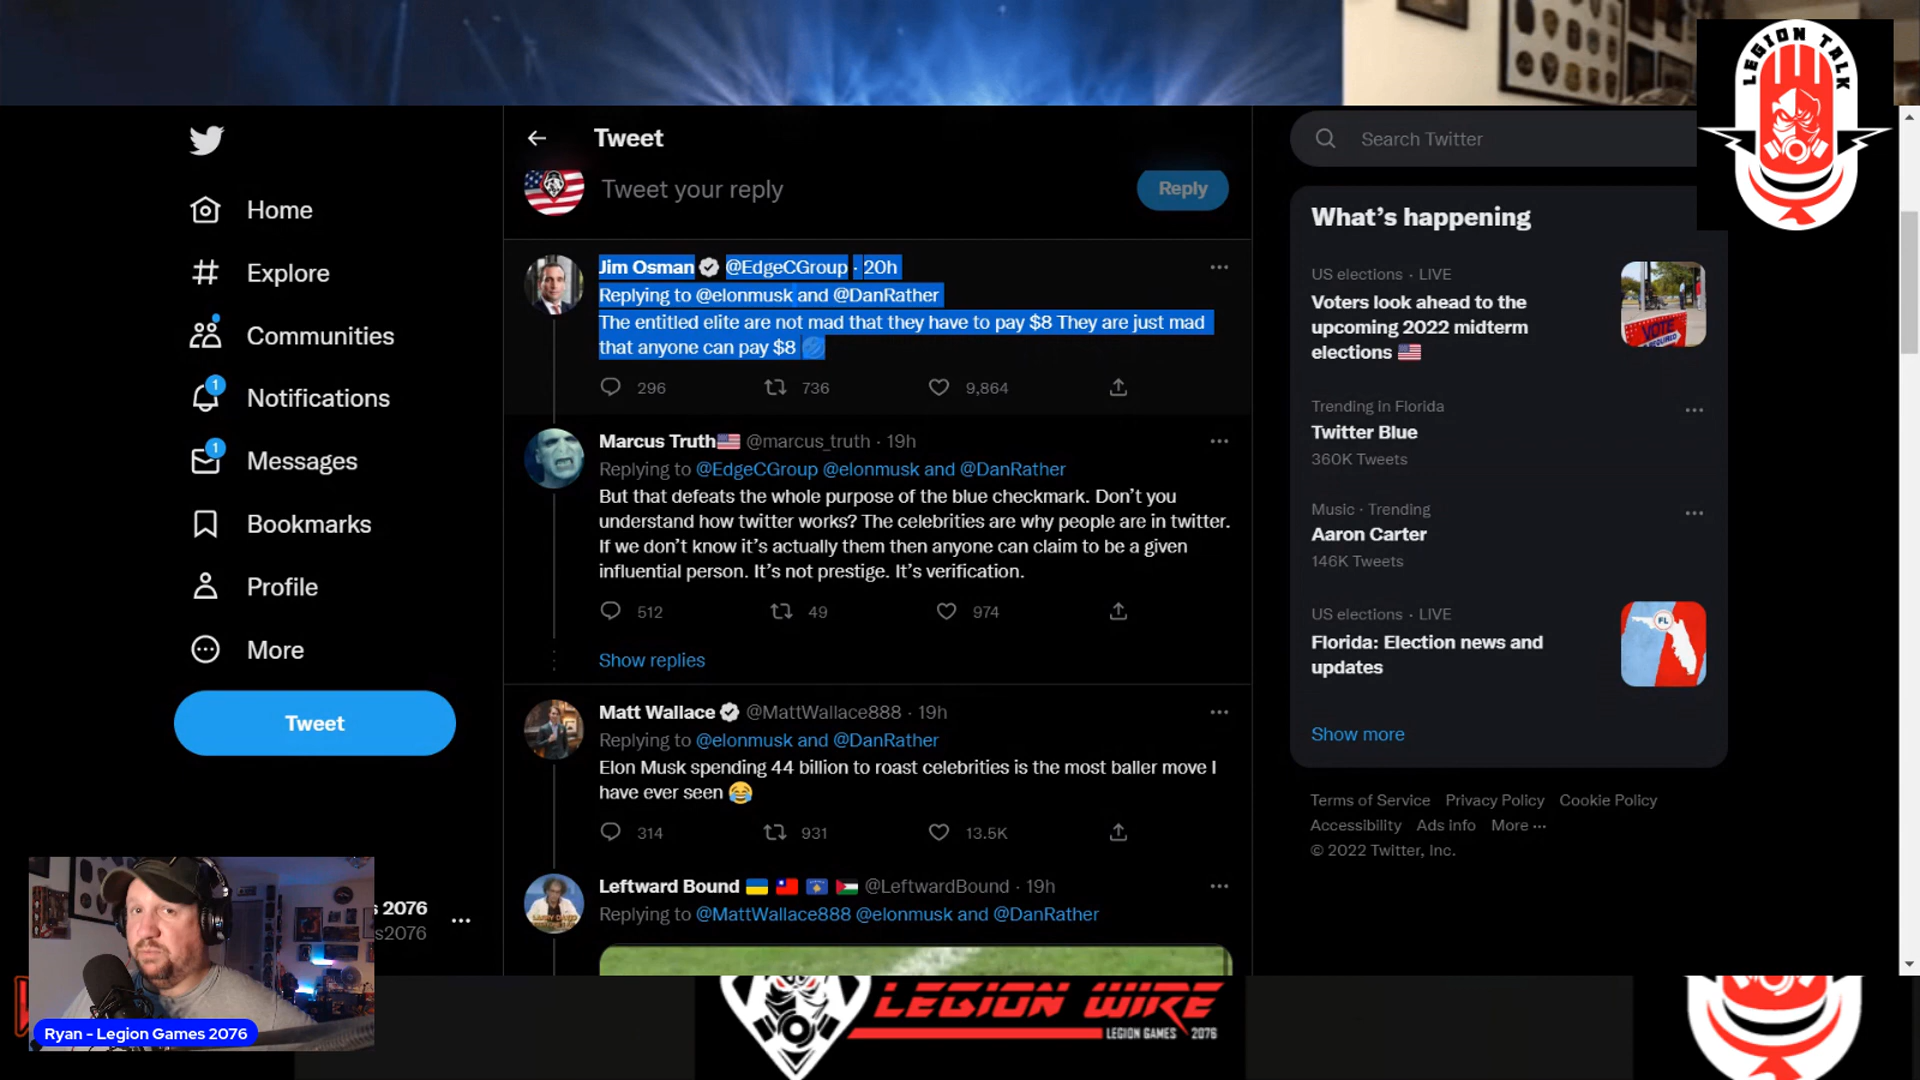 LEGION TALK
Tweet
Search Twitter
Tweet your reply
Reply
Home
Explore
Communities
1
Notifications
1
Messages
Bookmarks
Profile
More
Tweet
Jim Osman @EdgeCGroup · 20h
Replying to @elonmusk and @DanRather
The entitled elite are not mad that they have to pay $8 They are just mad
that anyone can pay $8
296 736 9,864
Marcus Truth @marcus_truth · 19h
Replying to @EdgeCGroup @elonmusk and @DanRather
But that defeats the whole purpose of the blue checkmark. Don't you
understand how twitter works? The celebrities are why people are in twitter.
If we don't know it's actually them then anyone can claim to be a given
influential person. It's not prestige. It's verification.
512 49 974
Show replies
Matt Wallace @MattWallace888 · 19h
Replying to @elonmusk and @DanRather
Elon Musk spending 44 billion to roast celebrities is the most baller move I
have ever seen
314 931 13.5K
Leftward Bound @LeftwardBound · 19h
Replying to @MattWallace888 @elonmusk and @DanRather
What's happening
US elections · LIVE
Voters look ahead to the
upcoming 2022 midterm
elections
VOTE
Trending in Florida
Twitter Blue
360K Tweets
Music · Trending
Aaron Carter
146K Tweets
US elections · LIVE
Florida: Election news and
updates
FL
Show more
Terms of Service Privacy Policy Cookie Policy
Accessibility Ads info More ···
© 2022 Twitter, Inc.
s 2076
s2076
Ryan - Legion Games 2076
LEGION WIRE
LEGION GAMES 2076